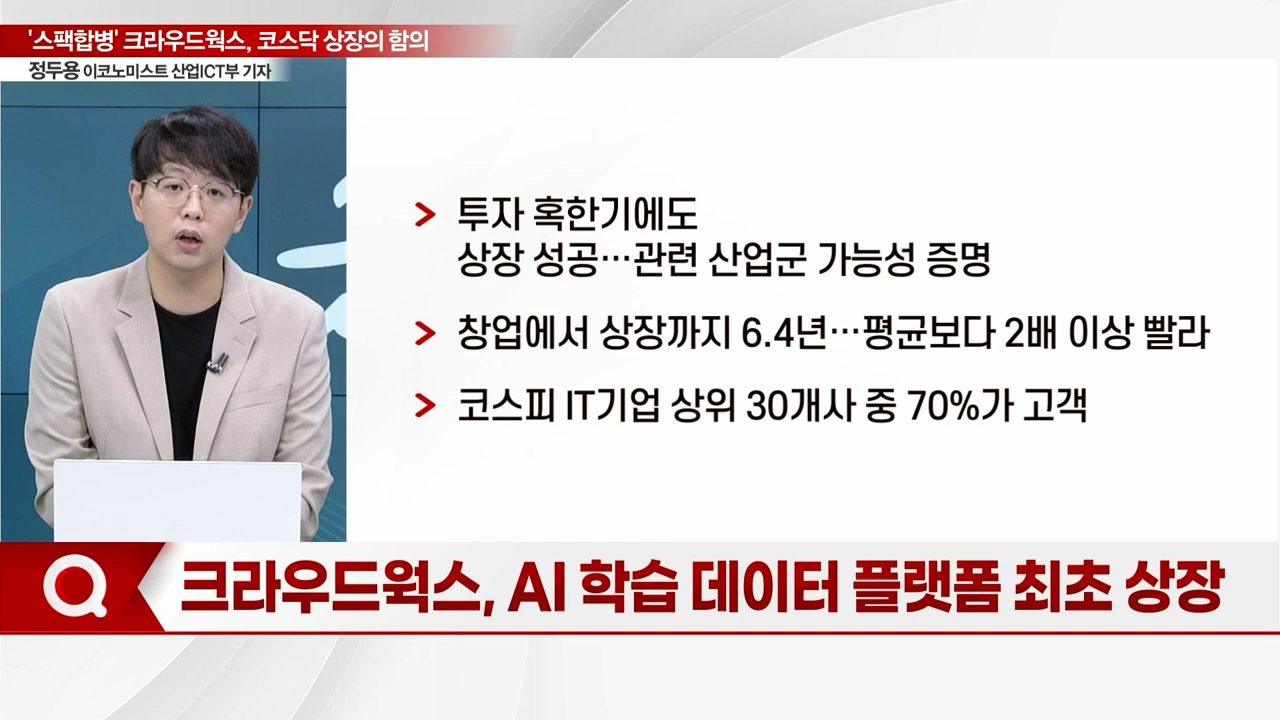 '스팩합병' 크라우드웍스, 코스닥 상장의 함의
정두용 이코노미스트 산업ICT부 기자
> 투자 혹한기에도
상장 성공…관련 산업군 가능성 증명
> 창업에서 상장까지 6.4년…평균보다 2배 이상 빨라
> 코스피 IT기업 상위 30개사 중 70%가 고객
크라우드웍스, AI 학습 데이터 플랫폼 최초 상장